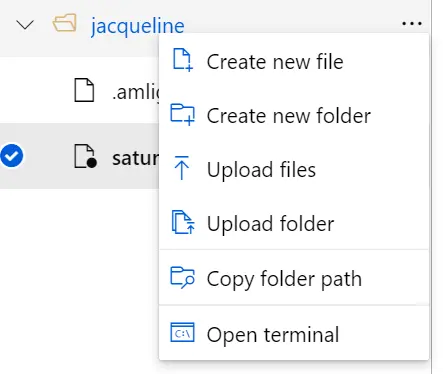 jacqueline
Create new file
.amlig
Create new folder
satur
Upload files
Upload folder
Copy folder path
Open terminal